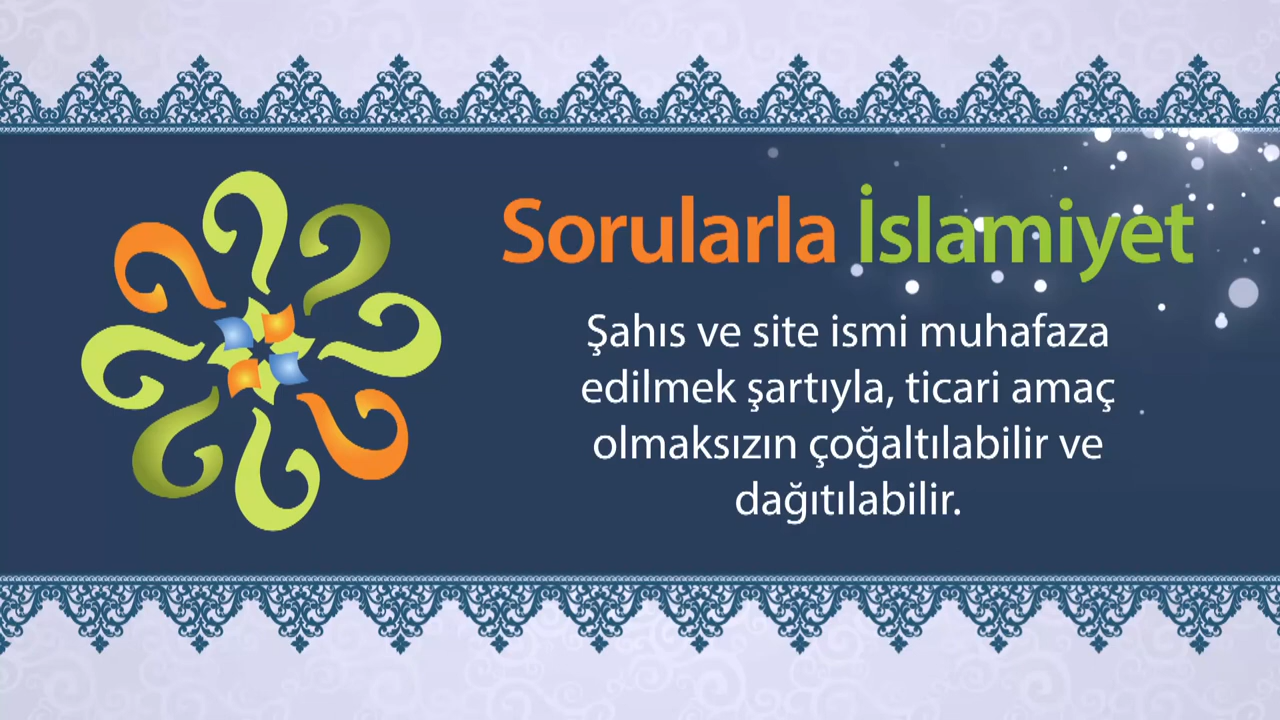 Sorularla İslamiyet
Şahıs ve site ismi muhafaza
edilmek şartıyla, ticari amaç
olmaksızın çoğaltılabilir ve
dağıtılabilir.